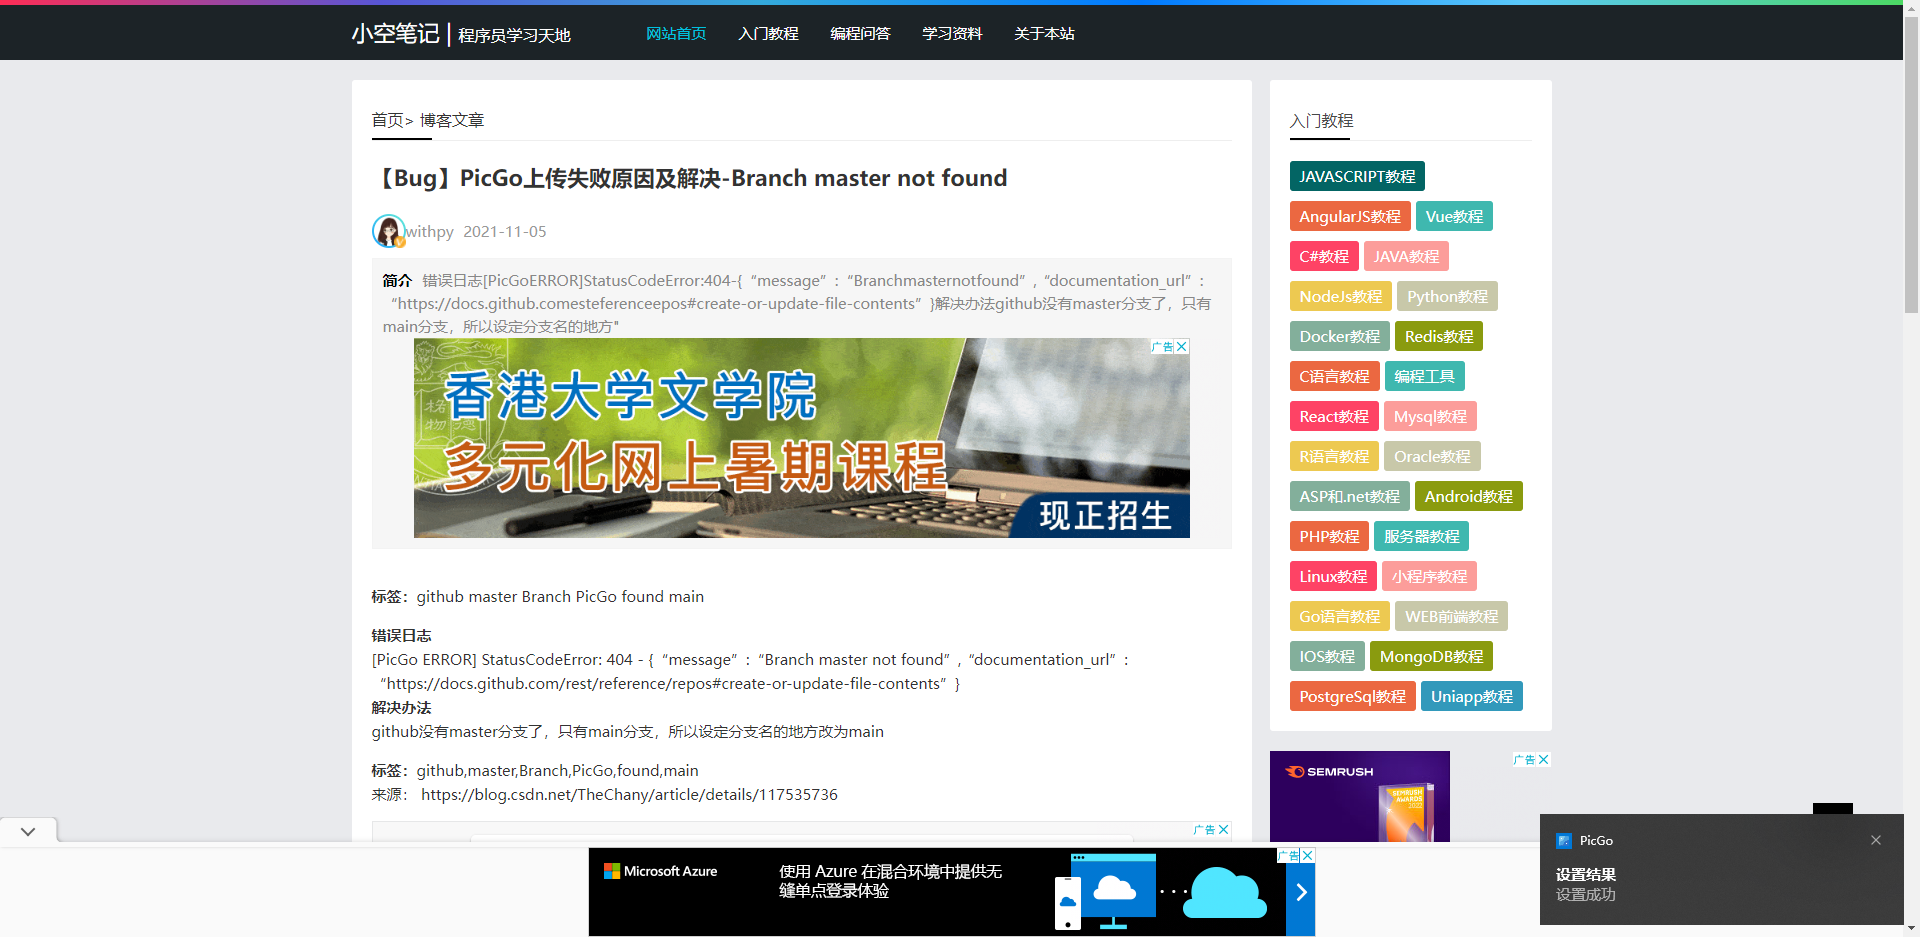 小空笔记 | 程序员学习天地
网站首页 入门教程 编程问答 学习资料 关于本站
首页> 博客文章
【Bug】PicGo上传失败原因及解决-Branch master not found
withpy 2021-11-05
简介 错误日志[PicGoERROR]StatusCodeError:404-{“message”:“Branchmasternotfound”,“documentation_url”:
“https://docs.github.comesteferenceepos#create-or-update-file-contents”}解决办法github没有master分支了，只有
main分支，所以设定分支名的地方"
广告
香港大学文学院
多元化网上暑期课程
现正招生
标签：github master Branch PicGo found main
错误日志
[PicGo ERROR] StatusCodeError: 404 - {“message”:“Branch master not found”,“documentation_url”:
“https://docs.github.com/rest/reference/repos#create-or-update-file-contents”}
解决办法
github没有master分支了，只有main分支，所以设定分支名的地方改为main
标签：github,master,Branch,PicGo,found,main
来源： https://blog.csdn.net/TheChany/article/details/117535736
广告
入门教程
JAVASCRIPT教程
AngularJS教程 Vue教程
C#教程 JAVA教程
NodeJs教程 Python教程
Docker教程 Redis教程
C语言教程 编程工具
React教程 Mysql教程
R语言教程 Oracle教程
ASP和.net教程 Android教程
PHP教程 服务器教程
Linux教程 小程序教程
Go语言教程 WEB前端教程
IOS教程 MongoDB教程
PostgreSql教程 Uniapp教程
广告
SEMRUSH
SEMRUSH
AWARDS
Microsoft Azure
使用 Azure 在混合环境中提供无
缝单点登录体验
广告
PicGo
设置结果
设置成功